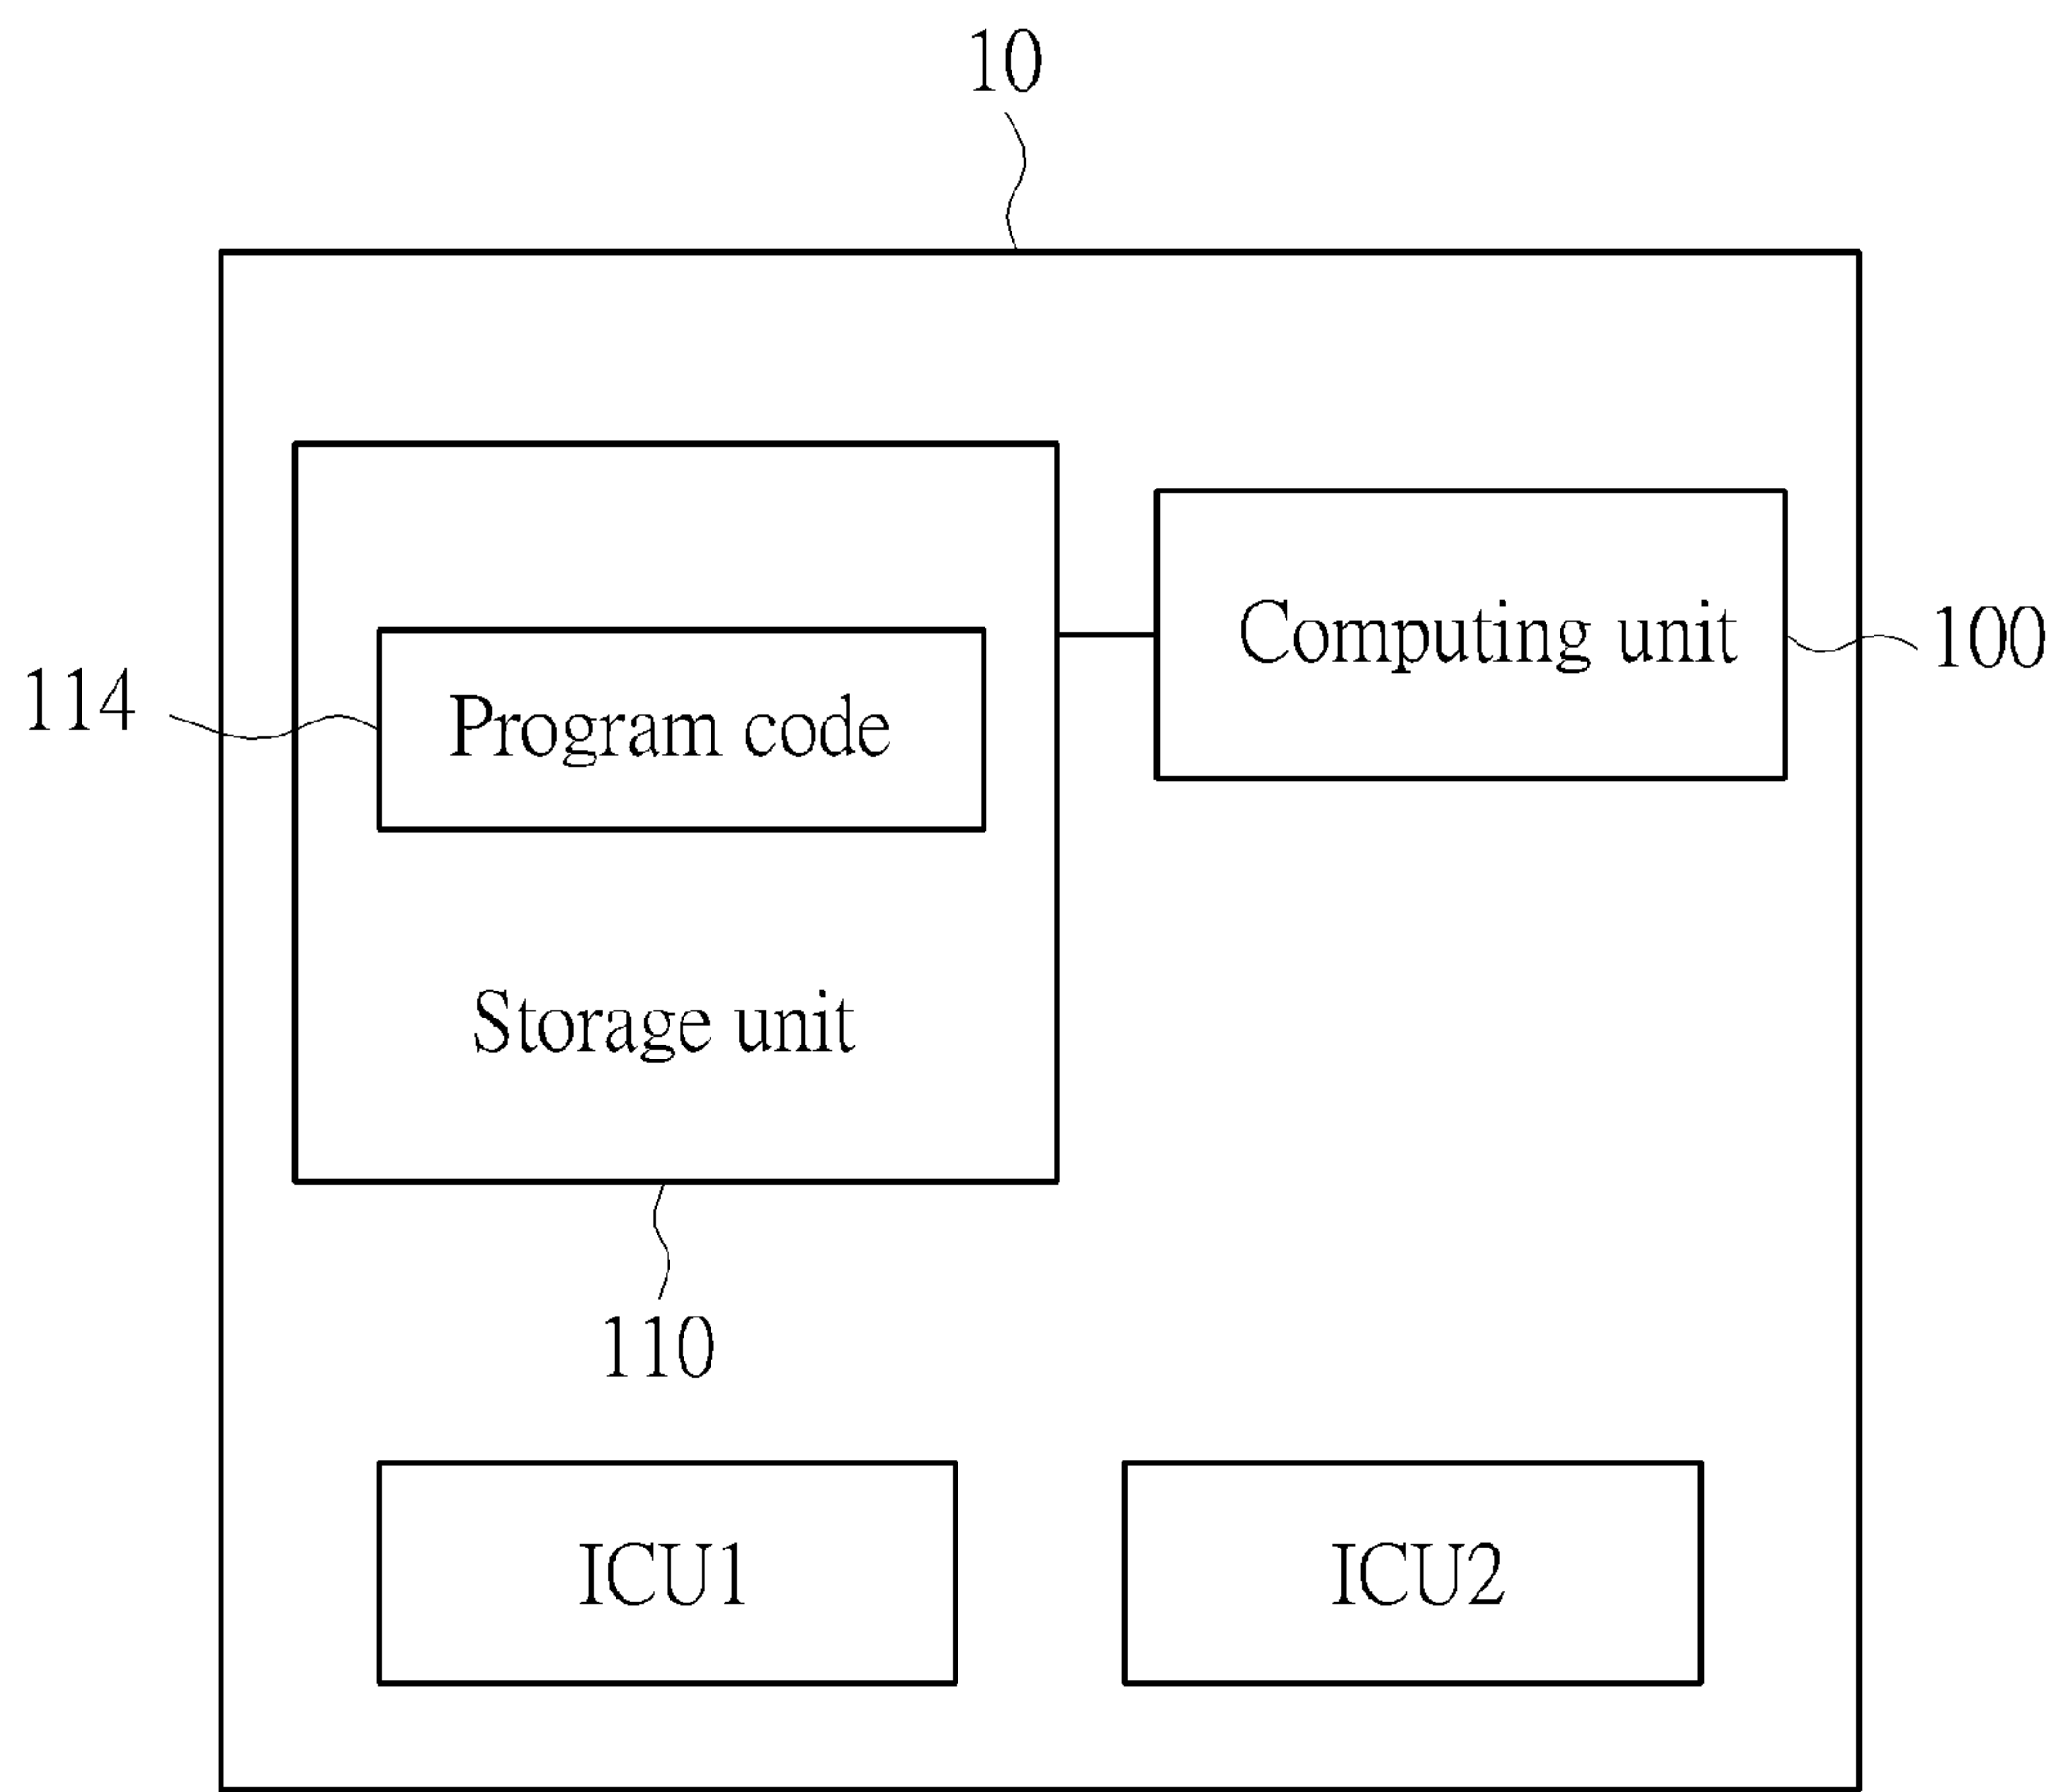 10
Computing unit
100
114
Program code
Storage unit
110
ICU1
ICU2